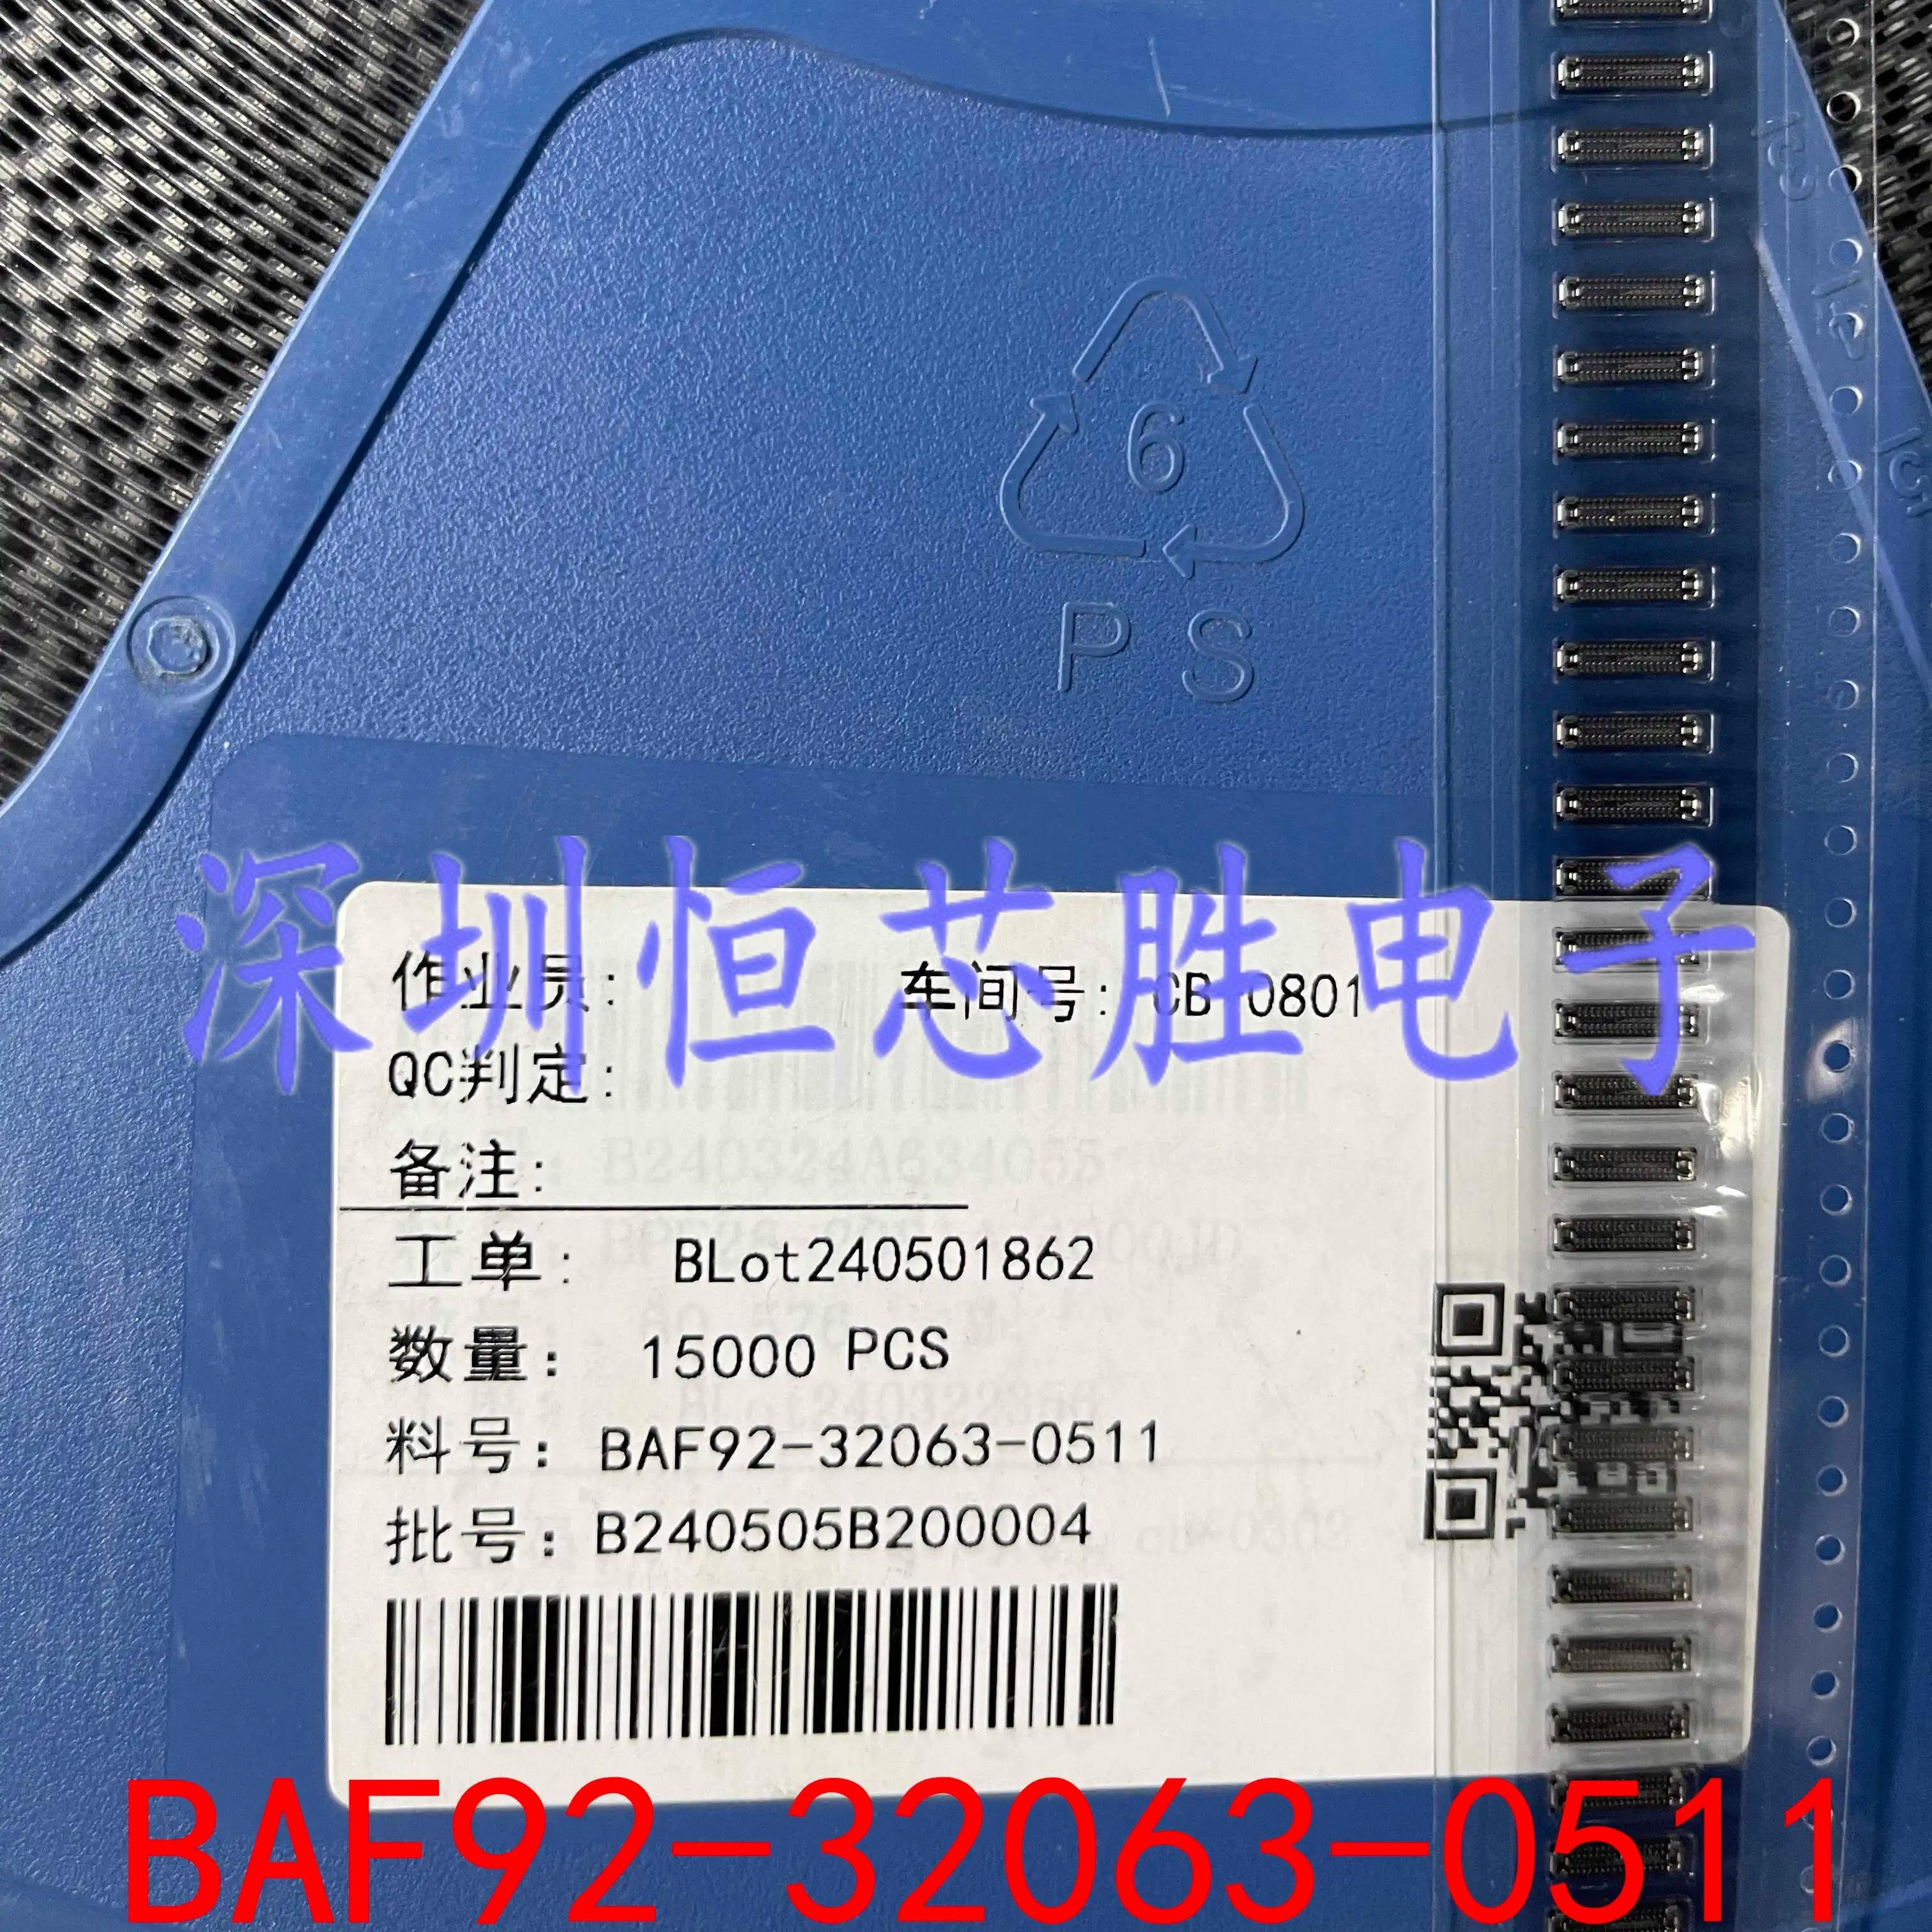 6
PS
深圳恒芯胜电子
作业员: 车间号: CB-0801
QC判定:
备注:
工单: BLot240501862
数量: 15000 PCS
料号: BAF92-32063-0511
批号: B240505B200004
BAF92-32063-0511